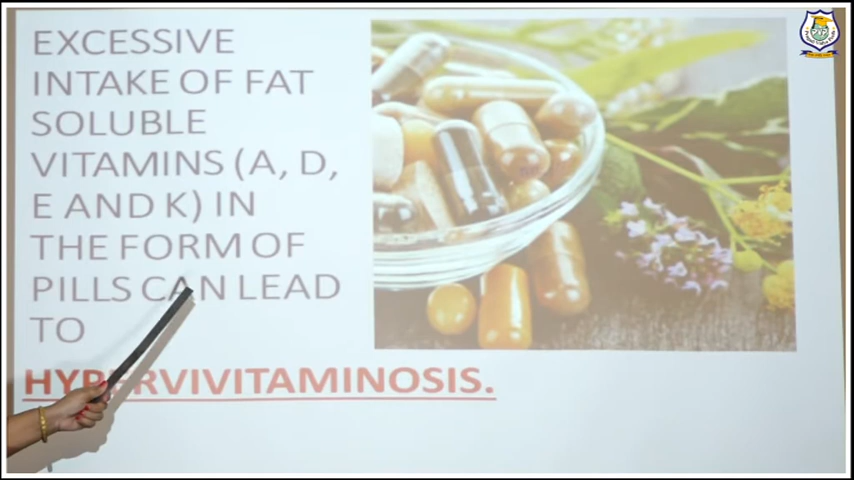 EXCESSIVE
INTAKE OF FAT
SOLUBLE
VITAMINS (A, D,
E AND K) IN
THE FORM OF
PILLS CAN LEAD
TO
HYPERVIVITAMINOSIS.